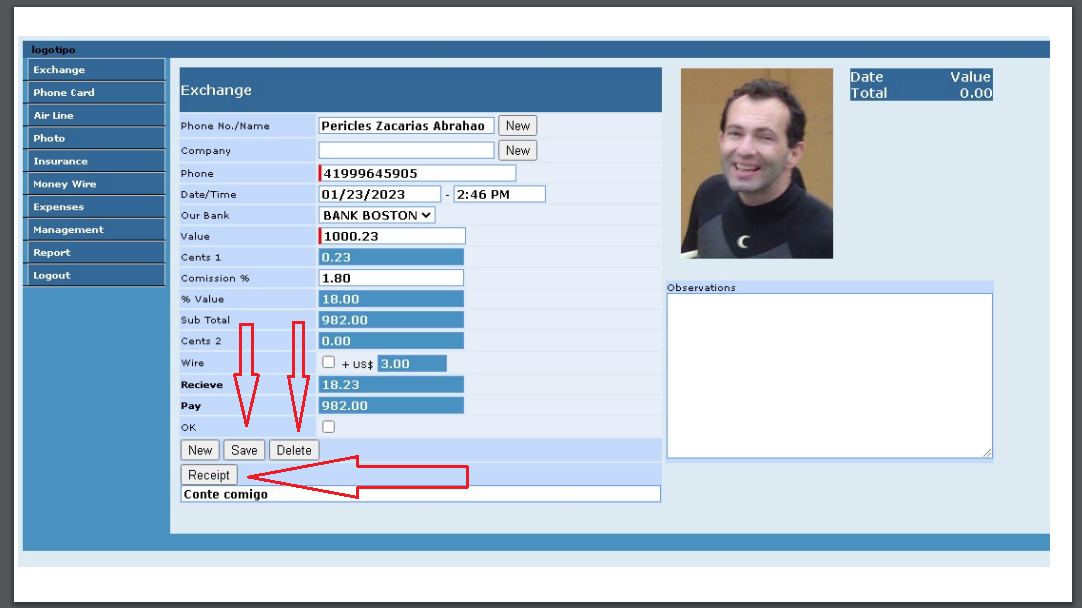 logotipo
Exchange
Phone Card
Air Line
Photo
Insurance
Money Wire
Expenses
Management
Report
Logout
Exchange
Phone No./Name Pericles Zacarias Abrahao New
Company New
Phone 41999645905
Date/Time 01/23/2023 - 2:46 PM
Our Bank BANK BOSTON
Value 1000.23
Cents 1 0.23
Comission % 1.80
% Value 18.00
Sub Total 982.00
Cents 2 0.00
Wire + US$ 3.00
Recieve 18.23
Pay 982.00
OK
New Save Delete
Receipt
Conte comigo
Date Value
Total 0.00
Observations